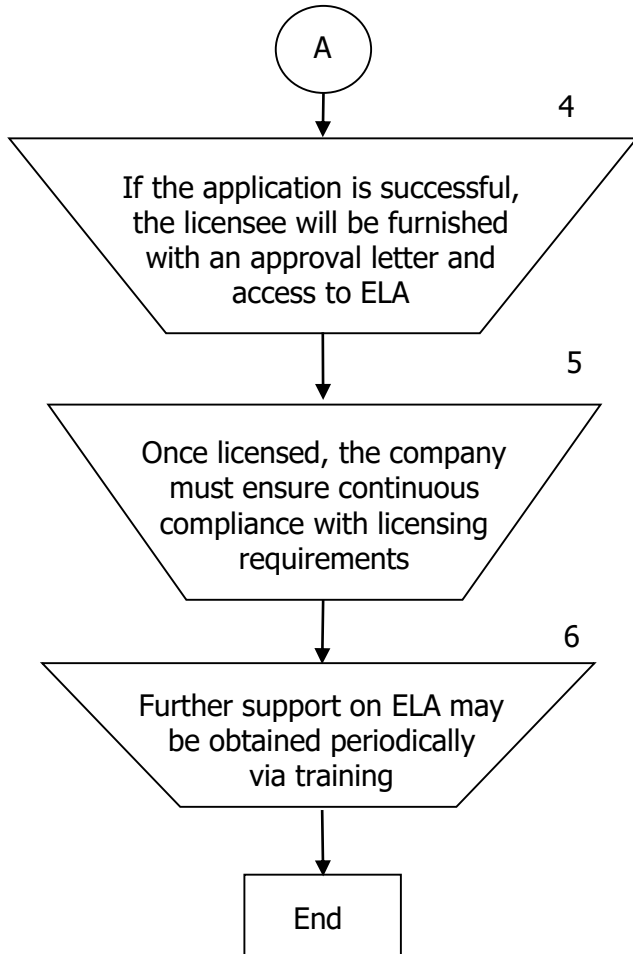 A
4
If the application is successful,
the licensee will be furnished
with an approval letter and
access to ELA
5
Once licensed, the company
must ensure continuous
compliance with licensing
requirements
6
Further support on ELA may
be obtained periodically
via training
End